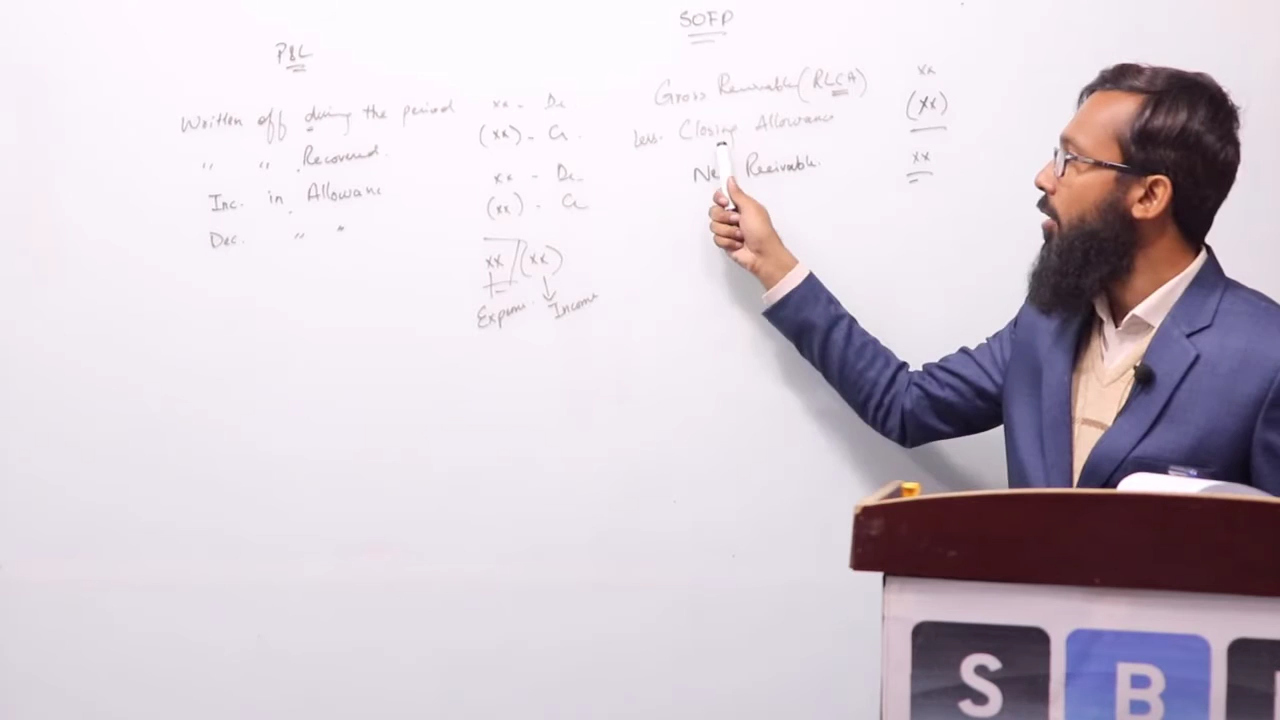 P&L
Written off during the period xx - Dr
" " Recovered. (xx) - Cr.
Inc. in Allowance xx - Dr
Dec. " " (xx) - Cr
xx / (xx)
Expense. Income
SOFP
Gross Receivable (RLCA) xx
Less. Closing Allowance (xx)
Net Receivable. xx
S B